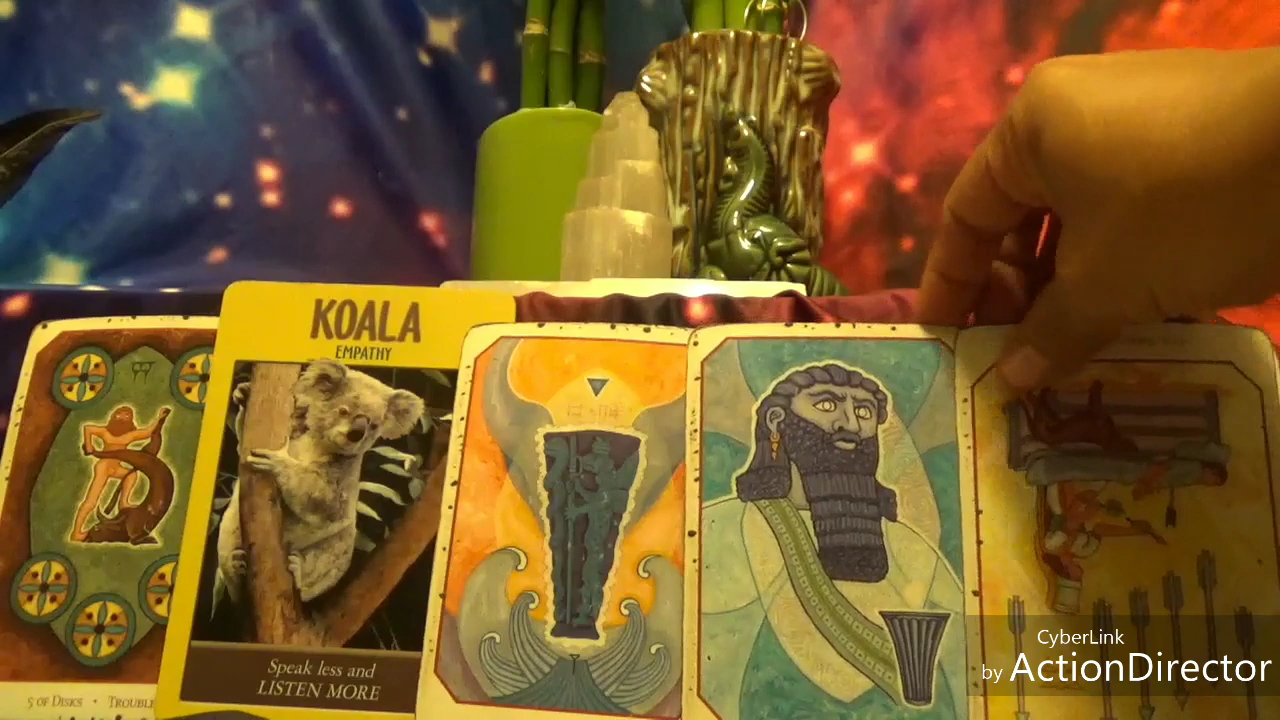 KOALA
EMPATHY
Speak less and
LISTEN MORE
5 OF DISKS • TROUBLE
CyberLink
by ActionDirector